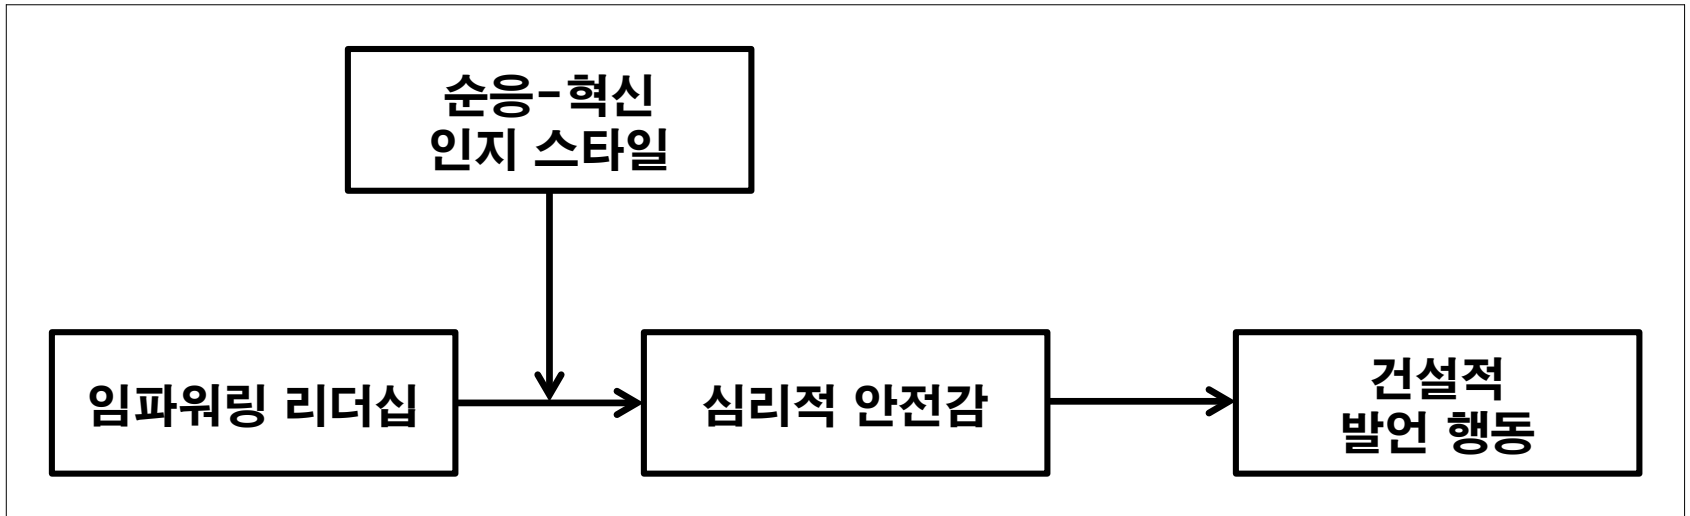 순응-혁신
인지 스타일
임파워링 리더십
심리적 안전감
건설적
발언 행동